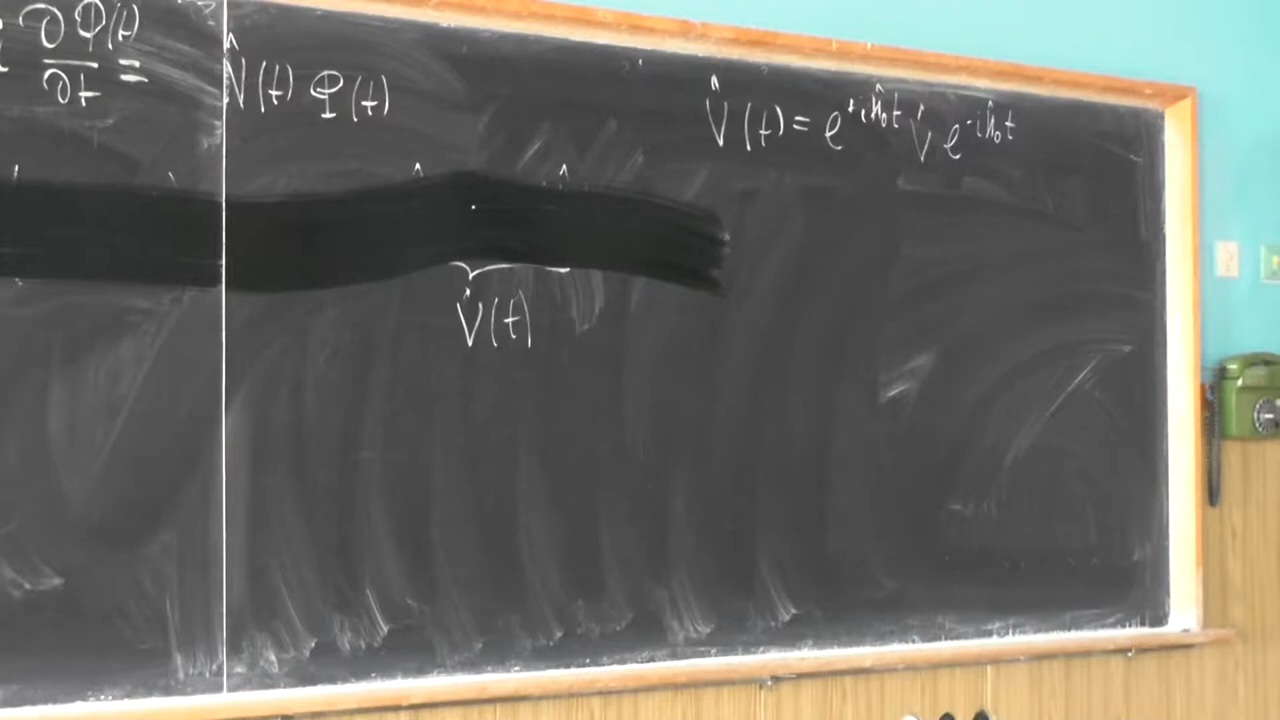 i ∂Φ(t)/∂t = V̂(t) Φ(t)
V̂(t) = e^{+iĥ₀t} V̂ e^{-iĥ₀t}
V̂(t)